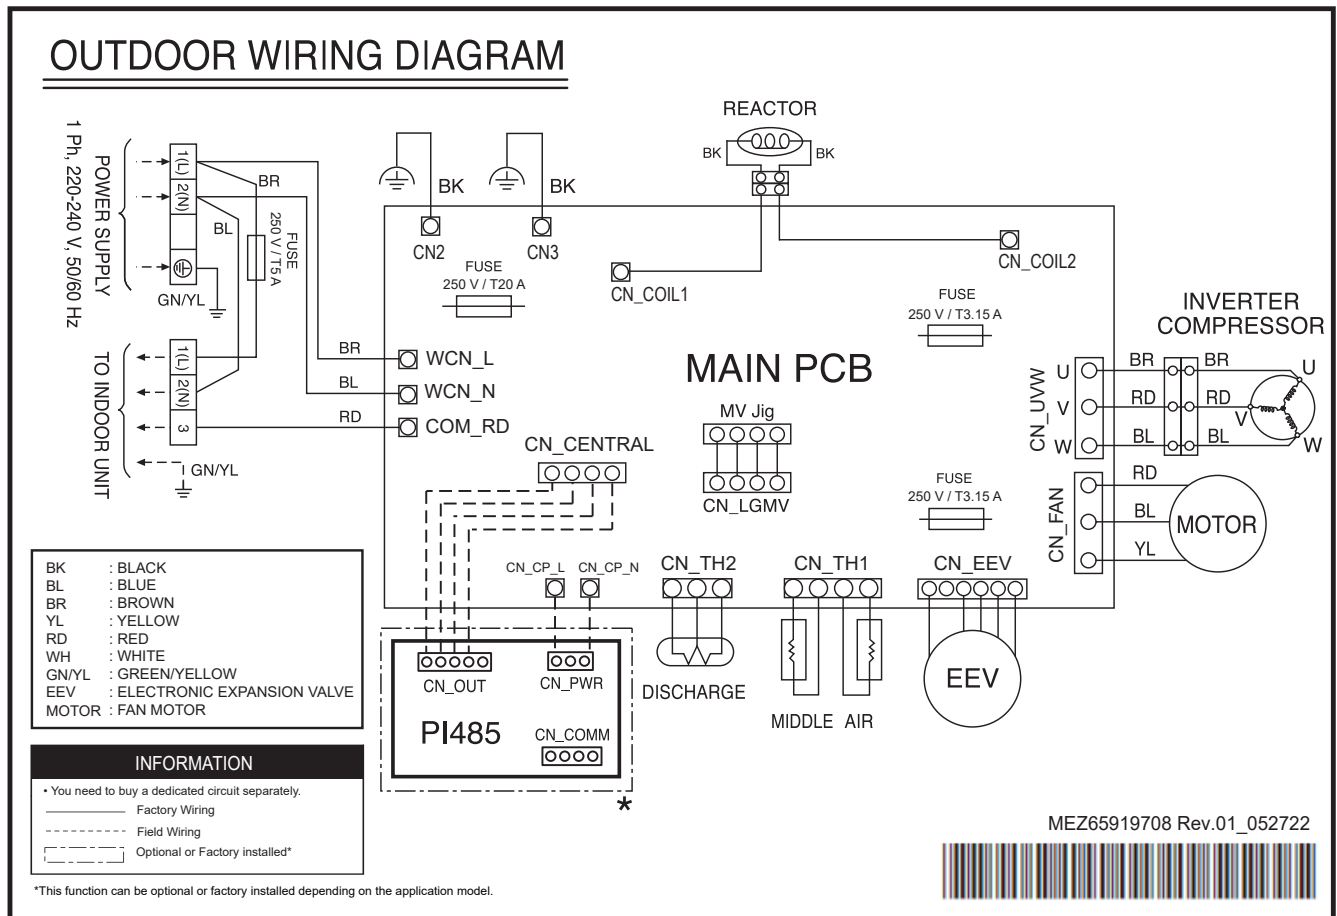 OUTDOOR WIRING DIAGRAM
1 Ph, 220-240 V, 50/60 Hz
POWER SUPPLY
1(L)
2(N)
GN/YL
BR
BL
FUSE
250 V / T5 A
TO INDOOR UNIT
1(L)
2(N)
3
GN/YL
BR
BL
RD
BK
BK
CN2
CN3
REACTOR
BK
BK
CN_COIL1
CN_COIL2
FUSE
250 V / T20 A
FUSE
250 V / T3.15 A
WCN_L
WCN_N
COM_RD
MAIN PCB
MV Jig
CN_LGMV
CN_CENTRAL
FUSE
250 V / T3.15 A
INVERTER
COMPRESSOR
CN_UVW
U
V
W
BR
BR
RD
RD
BL
BL
U
V
W
CN_FAN
RD
BL
YL
MOTOR
CN_CP_L
CN_CP_N
CN_TH2
CN_TH1
CN_EEV
DISCHARGE
MIDDLE
AIR
EEV
CN_OUT
CN_PWR
PI485
CN_COMM
*
BK : BLACK
BL : BLUE
BR : BROWN
YL : YELLOW
RD : RED
WH : WHITE
GN/YL : GREEN/YELLOW
EEV : ELECTRONIC EXPANSION VALVE
MOTOR : FAN MOTOR
INFORMATION
• You need to buy a dedicated circuit separately.
Factory Wiring
Field Wiring
Optional or Factory installed*
*This function can be optional or factory installed depending on the application model.
MEZ65919708 Rev.01_052722